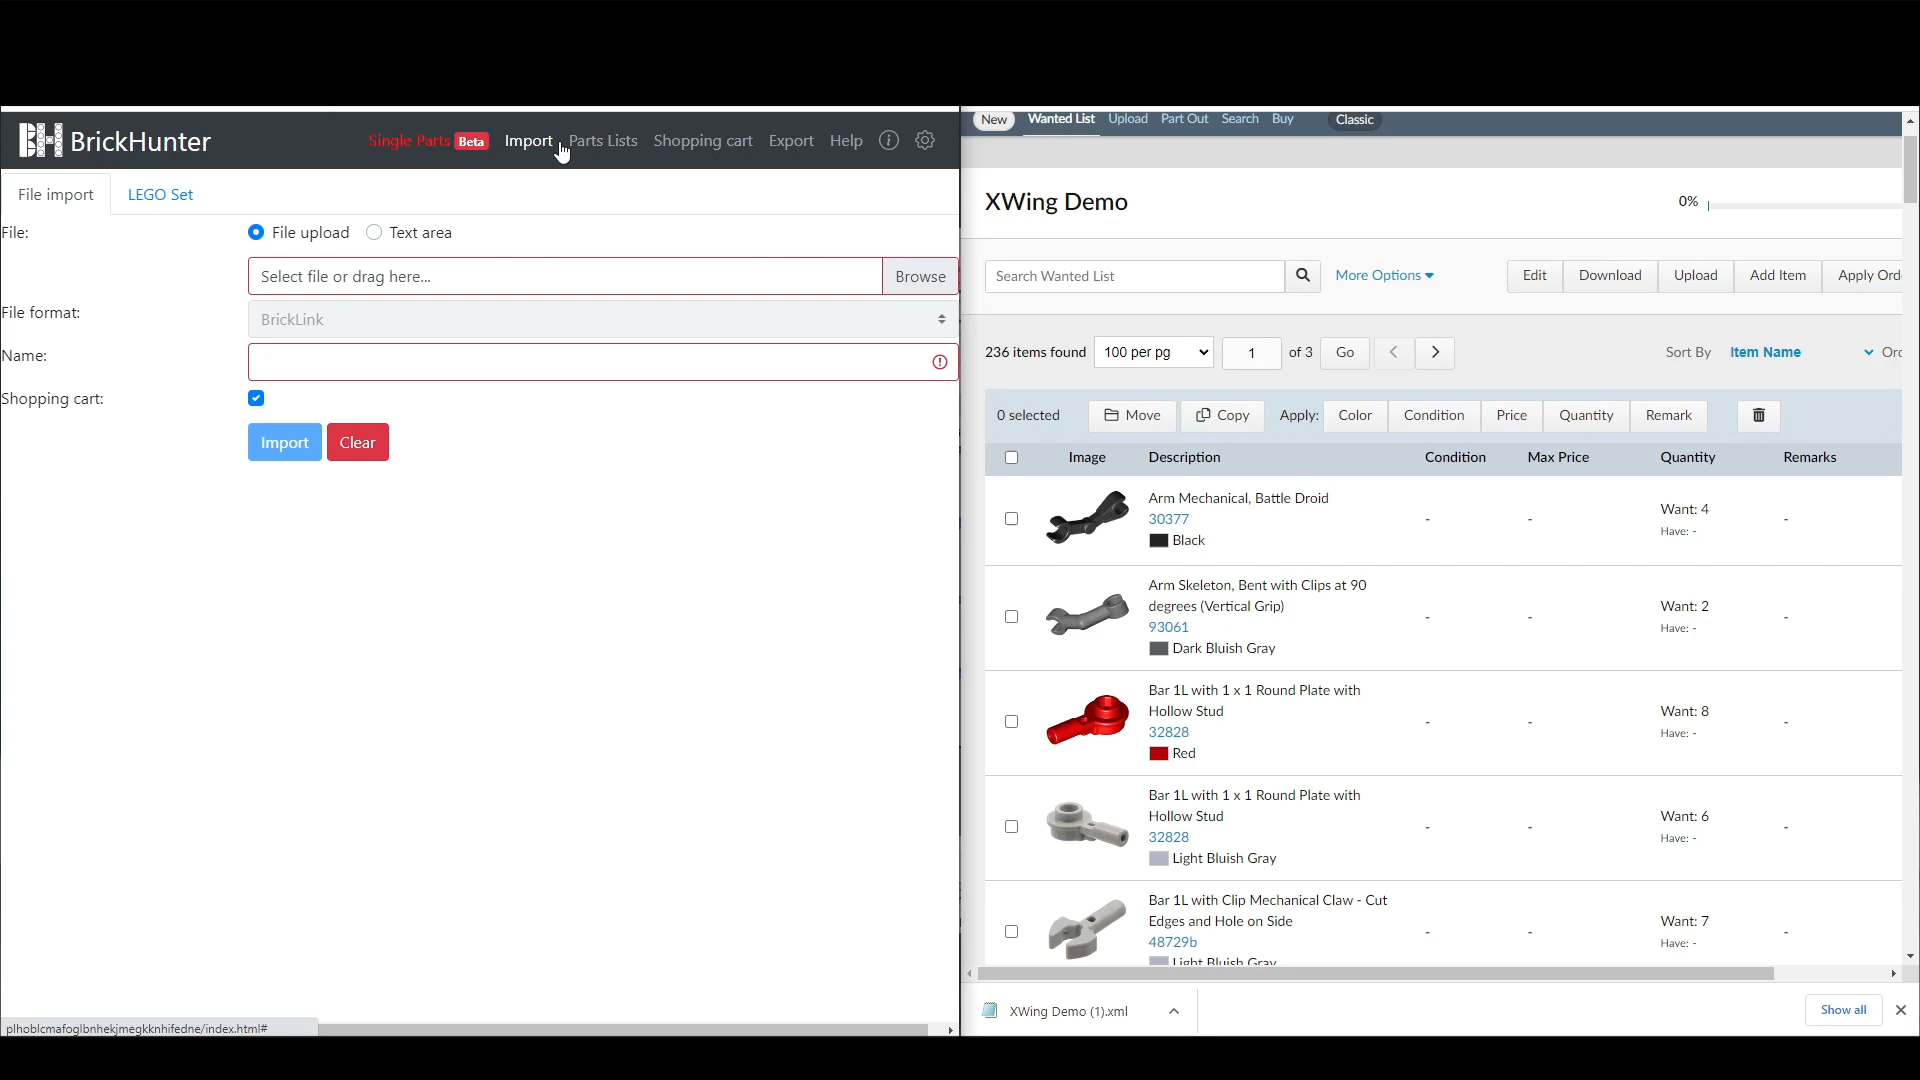 BH BrickHunter
Single Parts Beta Import Parts Lists Shopping cart Export Help
File import LEGO Set
File: File upload Text area
Select file or drag here... Browse
File format: BrickLink
Name:
Shopping cart:
Import Clear
plhoblcmafoglbnhekjmegkknhifedne/index.html#
New Wanted List Upload Part Out Search Buy Classic
XWing Demo 0%
Search Wanted List More Options Edit Download Upload Add Item Apply Ord
236 items found 100 per pg 1 of 3 Go Sort By Item Name Orc
0 selected Move Copy Apply: Color Condition Price Quantity Remark
Image Description Condition Max Price Quantity Remarks
Arm Mechanical, Battle Droid
30377
Black
- - Want: 4 -
Have: -
Arm Skeleton, Bent with Clips at 90
degrees (Vertical Grip)
93061
Dark Bluish Gray
- - Want: 2 -
Have: -
Bar 1L with 1 x 1 Round Plate with
Hollow Stud
32828
Red
- - Want: 8 -
Have: -
Bar 1L with 1 x 1 Round Plate with
Hollow Stud
32828
Light Bluish Gray
- - Want: 6 -
Have: -
Bar 1L with Clip Mechanical Claw - Cut
Edges and Hole on Side
48729b
Light Bluish Gray
- - Want: 7 -
Have: -
XWing Demo (1).xml Show all